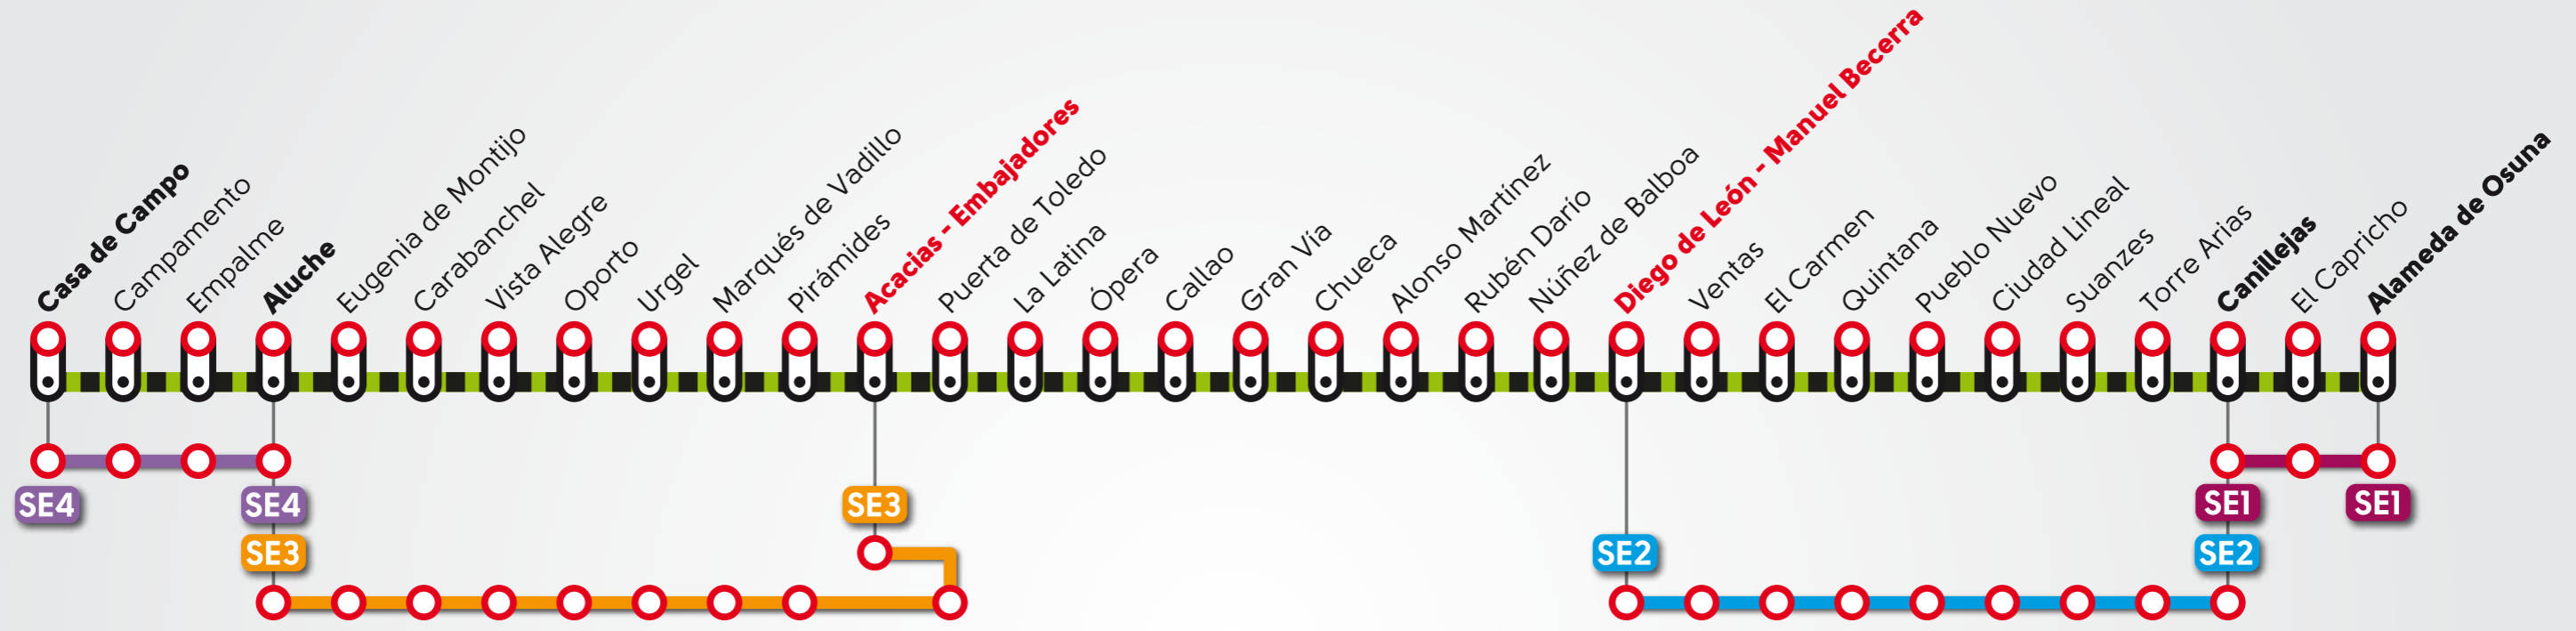 Casa de Campo
Campamento
Empalme
Aluche
Eugenia de Montijo
Carabanchel
Vista Alegre
Oporto
Urgel
Marqués de Vadillo
Pirámides
Acacias - Embajadores
Puerta de Toledo
La Latina
Ópera
Callao
Gran Vía
Chueca
Alonso Martínez
Rubén Darío
Núñez de Balboa
Diego de León - Manuel Becerra
Ventas
El Carmen
Quintana
Pueblo Nuevo
Ciudad Lineal
Suanzes
Torre Arias
Canillejas
El Capricho
Alameda de Osuna
SE4
SE4
SE3
SE1
SE1
SE3
SE2
SE2